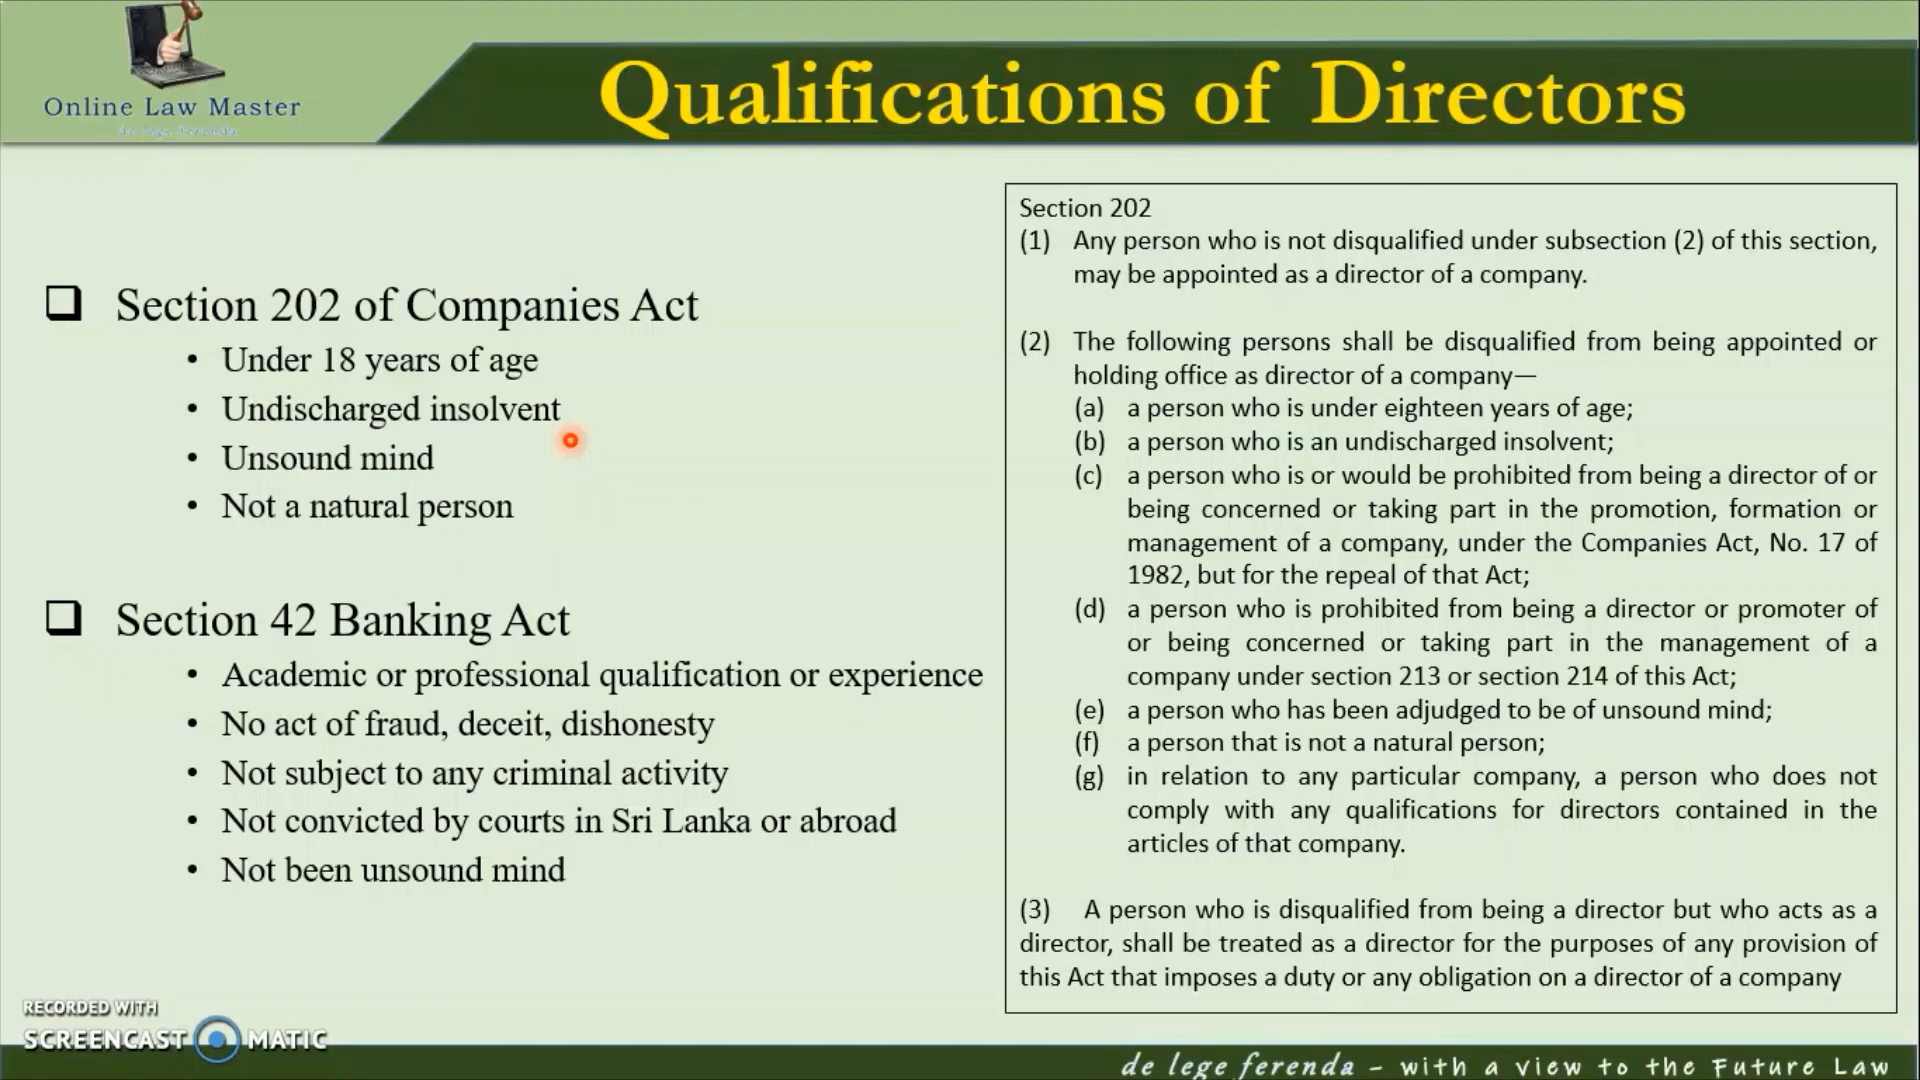 Online Law Master
de lege ferenda
Qualifications of Directors
❑ Section 202 of Companies Act
• Under 18 years of age
• Undischarged insolvent
• Unsound mind
• Not a natural person
❑ Section 42 Banking Act
• Academic or professional qualification or experience
• No act of fraud, deceit, dishonesty
• Not subject to any criminal activity
• Not convicted by courts in Sri Lanka or abroad
• Not been unsound mind
Section 202
(1) Any person who is not disqualified under subsection (2) of this section,
may be appointed as a director of a company.
(2) The following persons shall be disqualified from being appointed or
holding office as director of a company—
(a) a person who is under eighteen years of age;
(b) a person who is an undischarged insolvent;
(c) a person who is or would be prohibited from being a director of or
being concerned or taking part in the promotion, formation or
management of a company, under the Companies Act, No. 17 of
1982, but for the repeal of that Act;
(d) a person who is prohibited from being a director or promoter of
or being concerned or taking part in the management of a
company under section 213 or section 214 of this Act;
(e) a person who has been adjudged to be of unsound mind;
(f) a person that is not a natural person;
(g) in relation to any particular company, a person who does not
comply with any qualifications for directors contained in the
articles of that company.
(3) A person who is disqualified from being a director but who acts as a
director, shall be treated as a director for the purposes of any provision of
this Act that imposes a duty or any obligation on a director of a company
RECORDED WITH
SCREENCAST MATIC
de lege ferenda – with a view to the Future Law